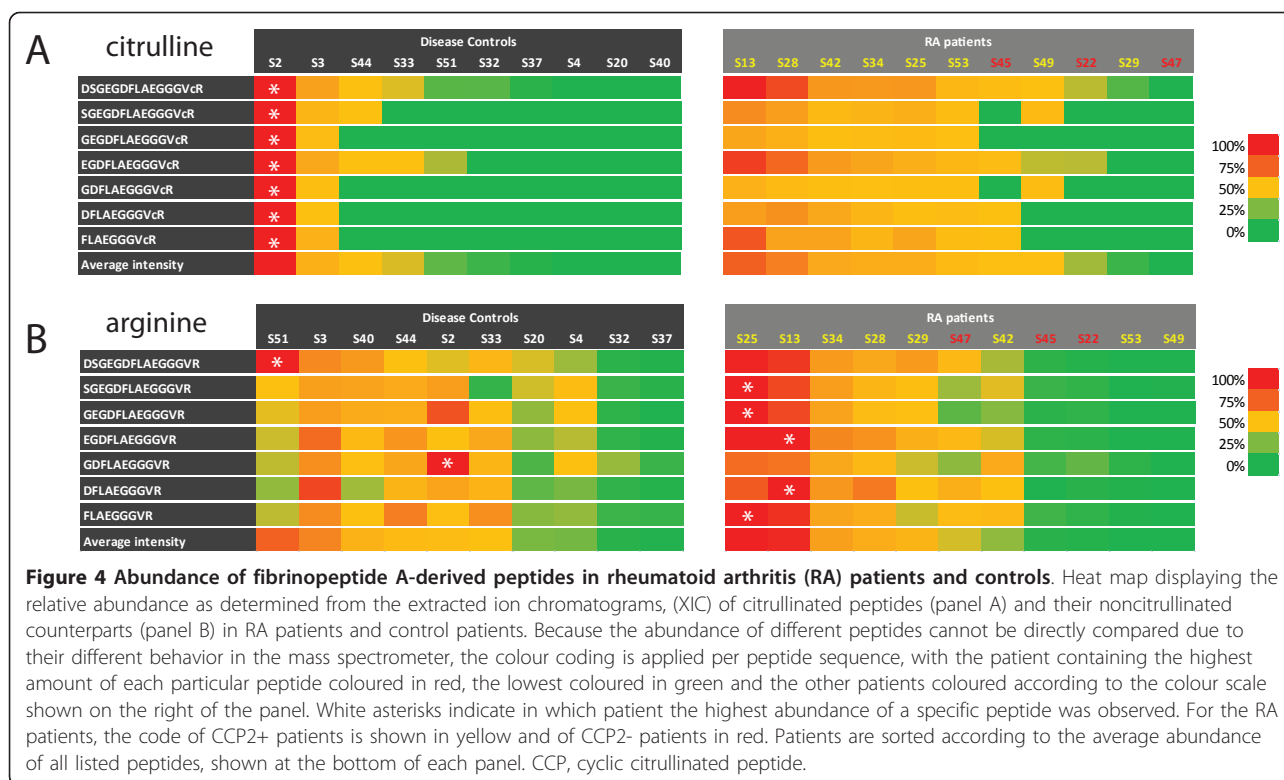 A citrulline
Disease Controls
S2 S3 S44 S33 S51 S32 S37 S4 S20 S40
RA patients
S13 S28 S42 S34 S25 S53 S45 S49 S22 S29 S47
DSGEGDFLAEGGGVcR *
SGEGDFLAEGGGVcR *
GEGDFLAEGGGVcR *
EGDFLAEGGGVcR *
GDFLAEGGGVcR *
DFLAEGGGVcR *
FLAEGGGVcR *
Average intensity
100%
75%
50%
25%
0%
B arginine
Disease Controls
S51 S3 S40 S44 S2 S33 S20 S4 S32 S37
RA patients
S25 S13 S34 S28 S29 S47 S42 S45 S22 S53 S49
DSGEGDFLAEGGGVR *
SGEGDFLAEGGGVR *
GEGDFLAEGGGVR *
EGDFLAEGGGVR *
GDFLAEGGGVR *
DFLAEGGGVR *
FLAEGGGVR *
Average intensity
100%
75%
50%
25%
0%
Figure 4 Abundance of fibrinopeptide A-derived peptides in rheumatoid arthritis (RA) patients and controls. Heat map displaying the
relative abundance as determined from the extracted ion chromatograms, (XIC) of citrullinated peptides (panel A) and their noncitrullinated
counterparts (panel B) in RA patients and control patients. Because the abundance of different peptides cannot be directly compared due to
their different behavior in the mass spectrometer, the colour coding is applied per peptide sequence, with the patient containing the highest
amount of each particular peptide coloured in red, the lowest coloured in green and the other patients coloured according to the colour scale
shown on the right of the panel. White asterisks indicate in which patient the highest abundance of a specific peptide was observed. For the RA
patients, the code of CCP2+ patients is shown in yellow and of CCP2- patients in red. Patients are sorted according to the average abundance
of all listed peptides, shown at the bottom of each panel. CCP, cyclic citrullinated peptide.